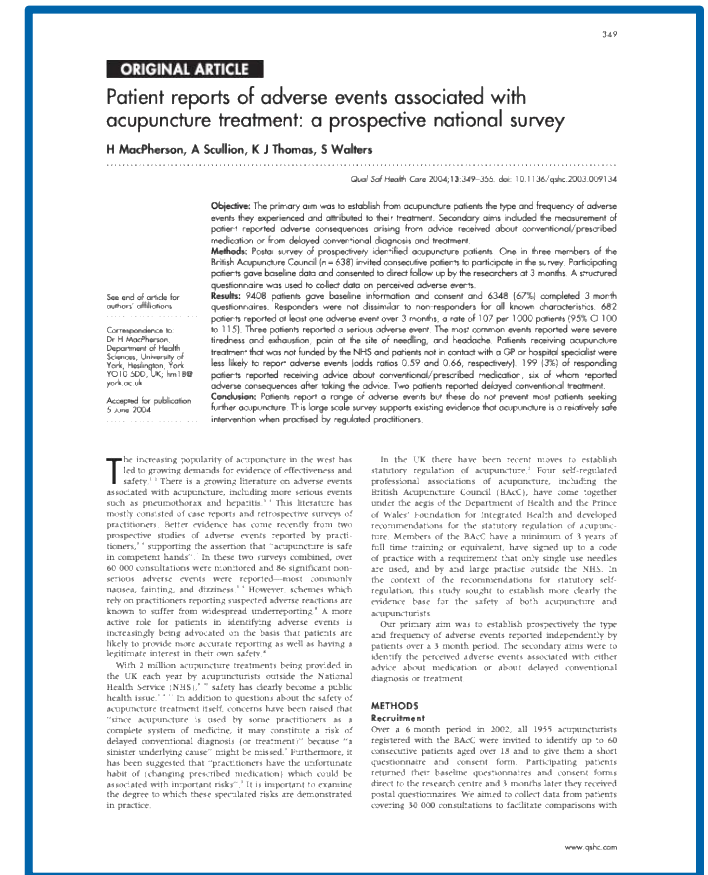 349
ORIGINAL ARTICLE
Patient reports of adverse events associated with
acupuncture treatment: a prospective national survey
H MacPherson, A Scullion, K J Thomas, S Walters
Qual Saf Health Care 2004;13:349–355. doi: 10.1136/qshc.2003.009134
Objective: The primary aim was to establish from acupuncture patients the type and frequency of adverse
events they experienced and attributed to their treatment. Secondary aims included the measurement of
patient reported adverse consequences arising from advice received about conventional/prescribed
medication or from delayed conventional diagnosis and treatment.
Methods: Postal survey of prospectively identified acupuncture patients. One in three members of the
British Acupuncture Council (n = 638) invited consecutive patients to participate in the survey. Participating
patients gave baseline data and consented to direct follow up by the researchers at 3 months. A structured
questionnaire was used to collect data on perceived adverse events.
Results: 9408 patients gave baseline information and consent and 6348 (67%) completed 3 month
questionnaires. Responders were not dissimilar to non-responders for all known characteristics. 682
patients reported at least one adverse event over 3 months, a rate of 107 per 1000 patients (95% CI 100
to 115). Three patients reported a serious adverse event. The most common events reported were severe
tiredness and exhaustion, pain at the site of needling, and headache. Patients receiving acupuncture
treatment that was not funded by the NHS and patients not in contact with a GP or hospital specialist were
less likely to report adverse events (odds ratios 0.59 and 0.66, respectively). 199 (3%) of responding
patients reported receiving advice about conventional/prescribed medication, six of whom reported
adverse consequences after taking the advice. Two patients reported delayed conventional treatment.
Conclusion: Patients report a range of adverse events but these do not prevent most patients seeking
further acupuncture. This large scale survey supports existing evidence that acupuncture is a relatively safe
intervention when practised by regulated practitioners.
See end of article for
authors' affiliations
Correspondence to:
Dr H MacPherson,
Department of Health
Sciences, University of
York, Heslington, York
YO10 5DD, UK; hm18@
york.ac.uk
Accepted for publication
5 June 2004
The increasing popularity of acupuncture in the west has
led to growing demands for evidence of effectiveness and
safety. There is a growing literature on adverse events
associated with acupuncture, including more serious events
such as pneumothorax and hepatitis. This literature has
mostly consisted of case reports and retrospective surveys of
practitioners. Better evidence has come recently from two
prospective studies of adverse events reported by practi-
tioners, supporting the assertion that "acupuncture is safe
in competent hands". In these two surveys combined, over
60 000 consultations were monitored and 86 significant non-
serious adverse events were reported—most commonly
nausea, fainting, and dizziness. However, schemes which
rely on practitioners reporting suspected adverse reactions are
known to suffer from widespread underreporting. A more
active role for patients in identifying adverse events is
increasingly being advocated on the basis that patients are
likely to provide more accurate reporting as well as having a
legitimate interest in their own safety.
With 2 million acupuncture treatments being provided in
the UK each year by acupuncturists outside the National
Health Service (NHS), safety has clearly become a public
health issue. In addition to questions about the safety of
acupuncture treatment itself, concerns have been raised that
"since acupuncture is used by some practitioners as a
complete system of medicine, it may constitute a risk of
delayed conventional diagnosis (or treatment)" because "a
sinister underlying cause" might be missed. Furthermore, it
has been suggested that "practitioners have the unfortunate
habit of (changing prescribed medication) which could be
associated with important risks". It is important to examine
the degree to which these speculated risks are demonstrated
in practice.
In the UK there have been recent moves to establish
statutory regulation of acupuncture. Four self-regulated
professional associations of acupuncture, including the
British Acupuncture Council (BAcC), have come together
under the aegis of the Department of Health and the Prince
of Wales' Foundation for Integrated Health and developed
recommendations for the statutory regulation of acupunc-
ture. Members of the BAcC have a minimum of 3 years of
full time training or equivalent, have signed up to a code
of practice with a requirement that only single use needles
are used, and by and large practise outside the NHS. In
the context of the recommendations for statutory self-
regulation, this study sought to establish more clearly the
evidence base for the safety of both acupuncture and
acupuncturists.
Our primary aim was to establish prospectively the type
and frequency of adverse events reported independently by
patients over a 3 month period. The secondary aims were to
identify the perceived adverse events associated with either
advice about medication or about delayed conventional
diagnosis or treatment.
METHODS
Recruitment
Over a 6 month period in 2002, all 1955 acupuncturists
registered with the BAcC were invited to identify up to 60
consecutive patients aged over 18 and to give them a short
questionnaire and consent form. Participating patients
returned their baseline questionnaires and consent forms
direct to the research centre and 3 months later they received
postal questionnaires. We aimed to collect data from patients
covering 30 000 consultations to facilitate comparisons with
www.qshc.com